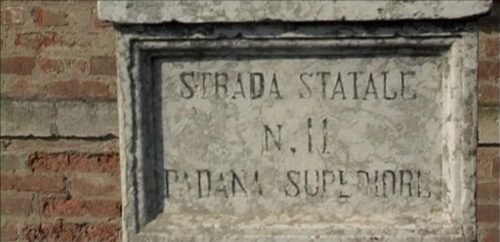 STRADA STATALE
N. 11
PADANA SUPERIORE